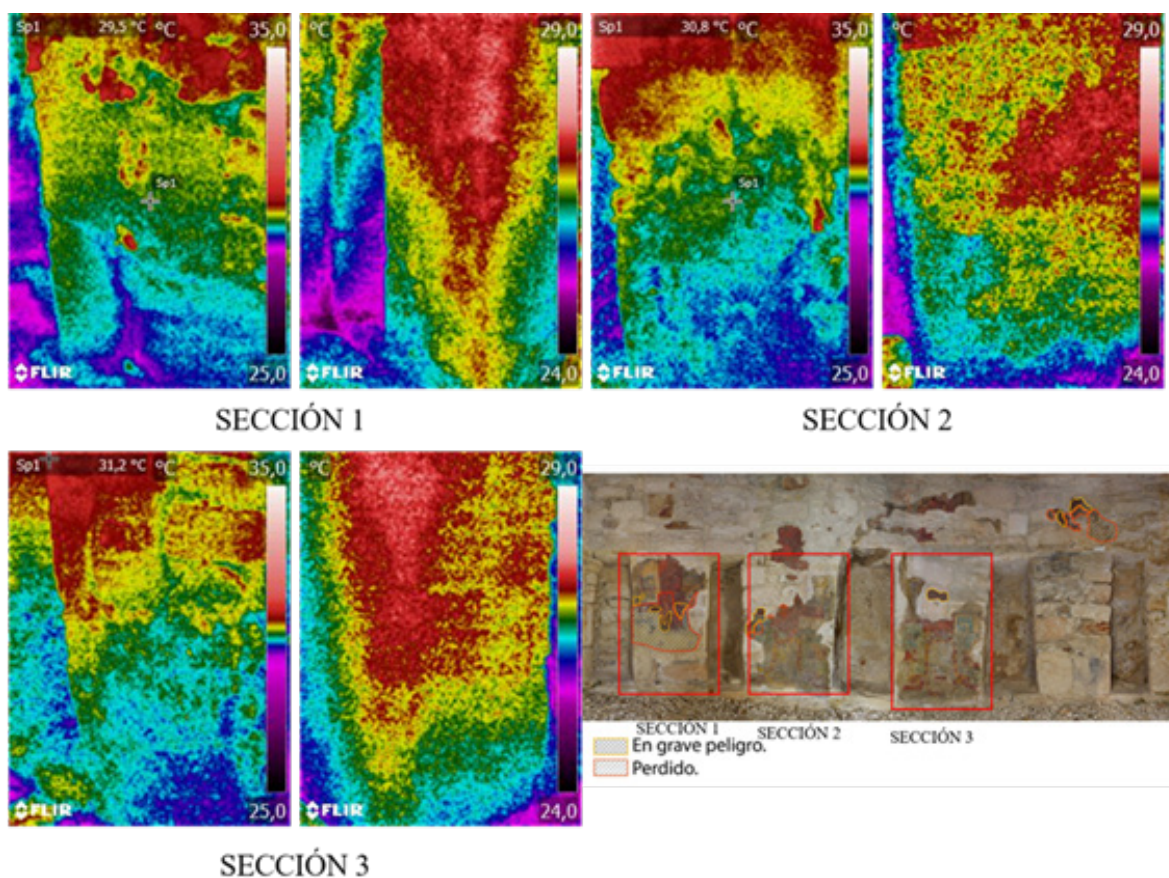 Sp1 29,5 °C °C 35,0
Sp1
FLIR 25,0
°C 29,0
FLIR 24,0
SECCIÓN 1
Sp1 30,8 °C °C 35,0
Sp1
FLIR 25,0
°C 29,0
FLIR 24,0
SECCIÓN 2
Sp1 31,2 °C °C 35,0
FLIR 25,0
°C 29,0
FLIR 24,0
SECCIÓN 3
SECCIÓN 1 SECCIÓN 2 SECCIÓN 3
En grave peligro.
Perdido.